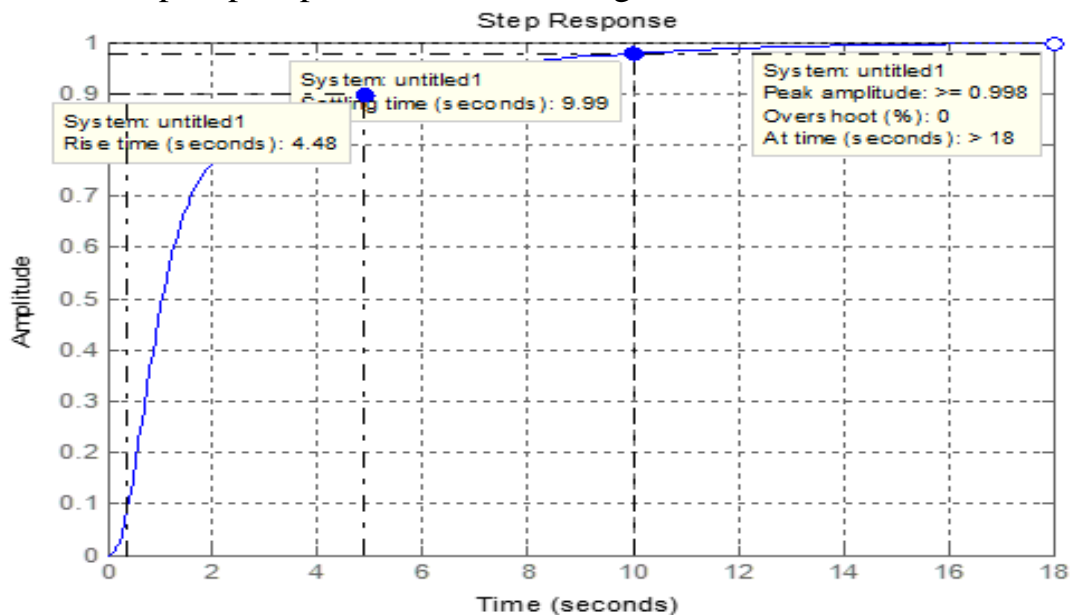 Step Response
System: untitled1
Settling time (seconds): 9.99
System: untitled1
Rise time (seconds): 4.48
System: untitled1
Peak amplitude: >= 0.998
Overshoot (%): 0
At time (seconds): > 18
1
0.9
0.7
0.6
0.5
0.4
0.3
0.2
0.1
0
Amplitude
0 2 4 6 8 10 12 14 16 18
Time (seconds)